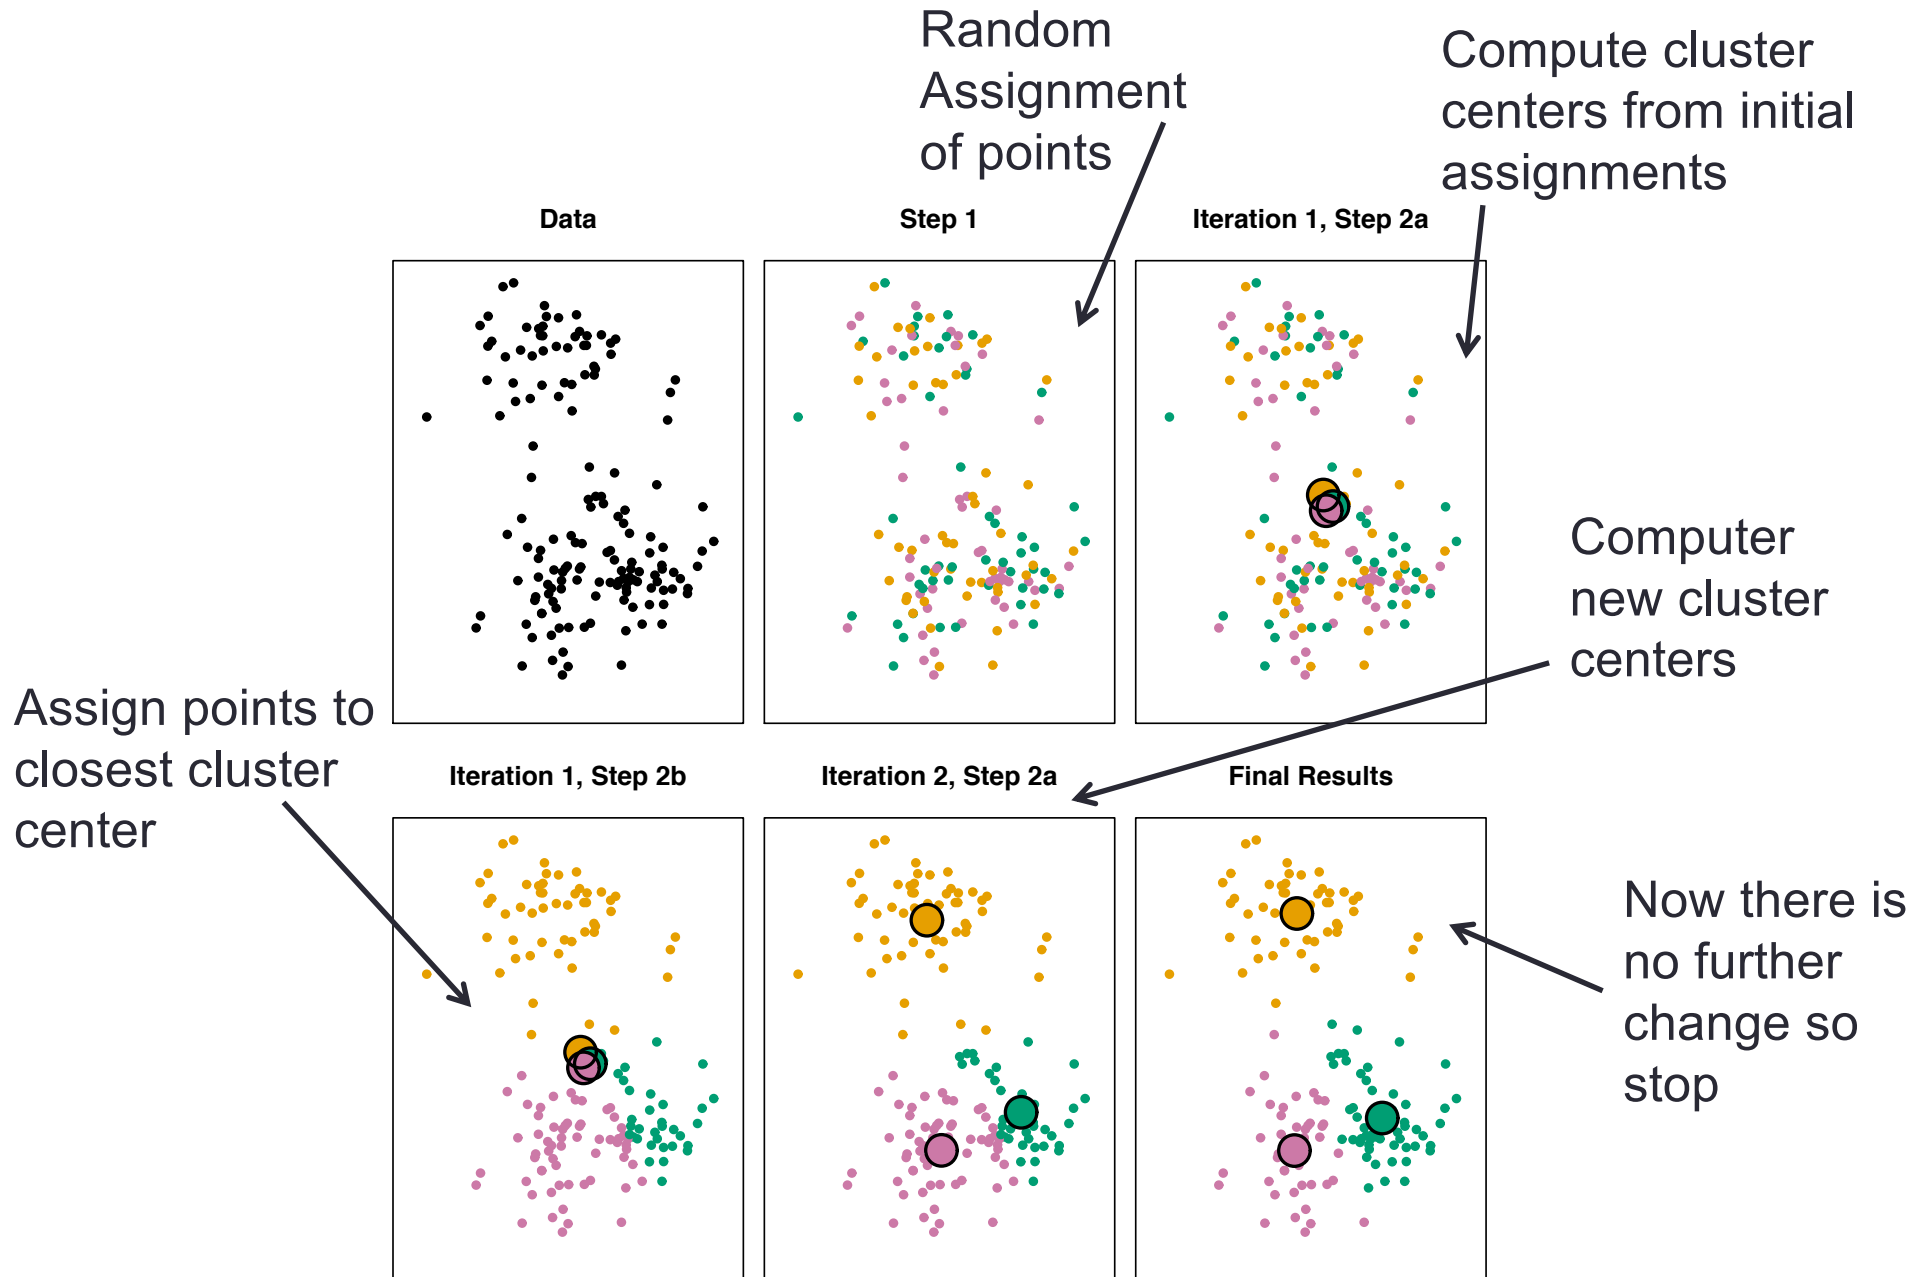 Random
Assignment
of points
Compute cluster
centers from initial
assignments
Data
Step 1
Iteration 1, Step 2a
Computer
new cluster
centers
Assign points to
closest cluster
center
Iteration 1, Step 2b
Iteration 2, Step 2a
Final Results
Now there is
no further
change so
stop